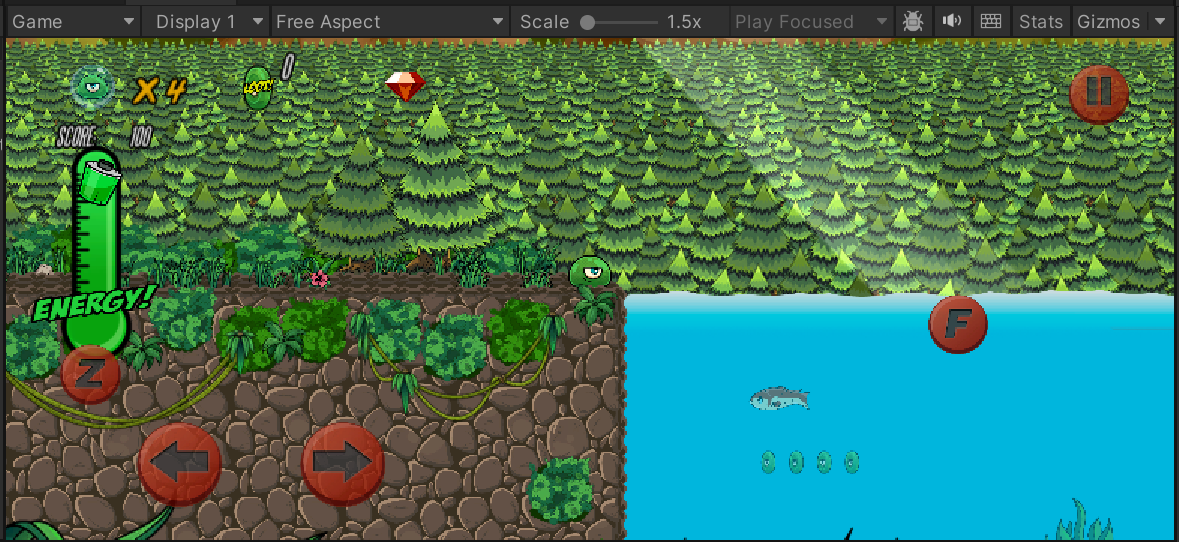 Game Display 1 Free Aspect Scale 1.5x Play Focused Stats Gizmos
X 4 0
SCORE: 100
ENERGY!
F
Z